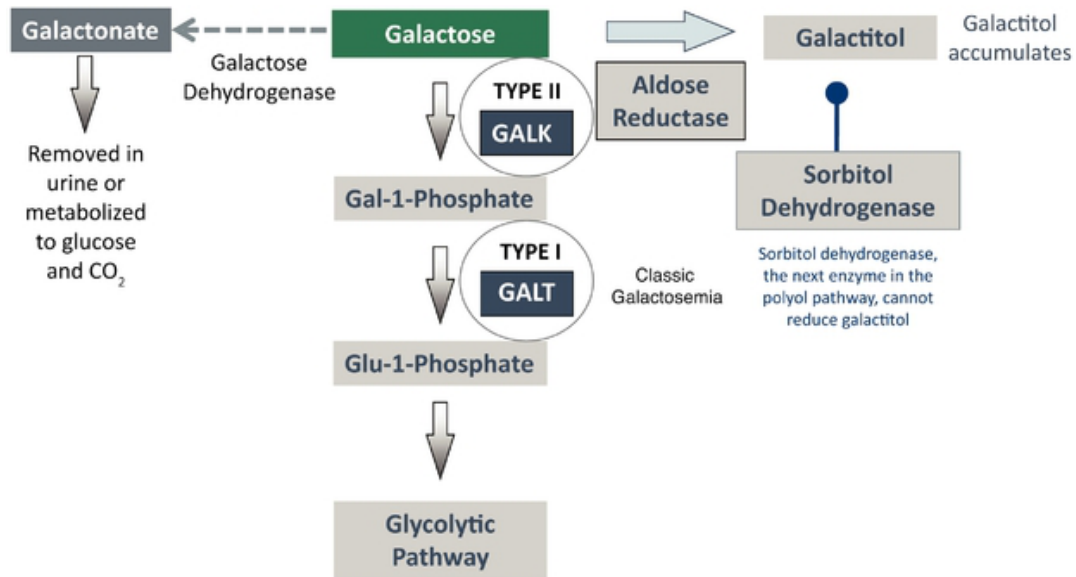 Galactonate
Galactose
Galactitol
Galactitol
accumulates
Galactose
Dehydrogenase
TYPE II
GALK
Aldose
Reductase
Removed in
urine or
metabolized
to glucose
and CO2
Gal-1-Phosphate
Sorbitol
Dehydrogenase
TYPE I
GALT
Classic
Galactosemia
Sorbitol dehydrogenase,
the next enzyme in the
polyol pathway, cannot
reduce galactitol
Glu-1-Phosphate
Glycolytic
Pathway